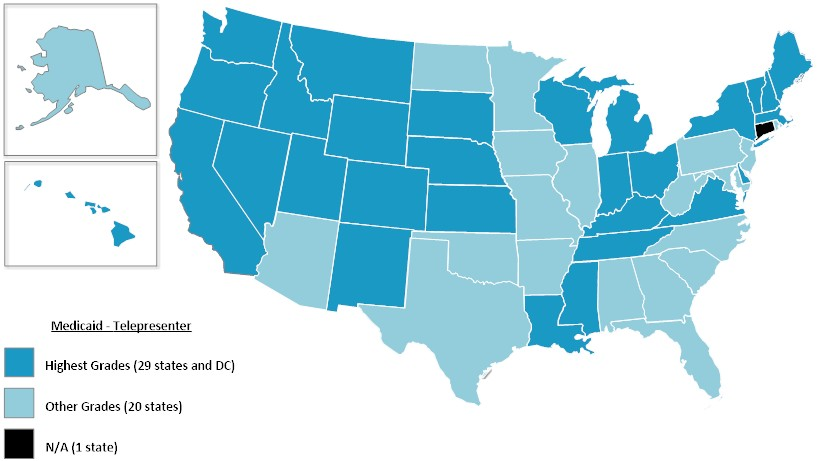 Medicaid - Telepresenter
Highest Grades (29 states and DC)
Other Grades (20 states)
N/A (1 state)